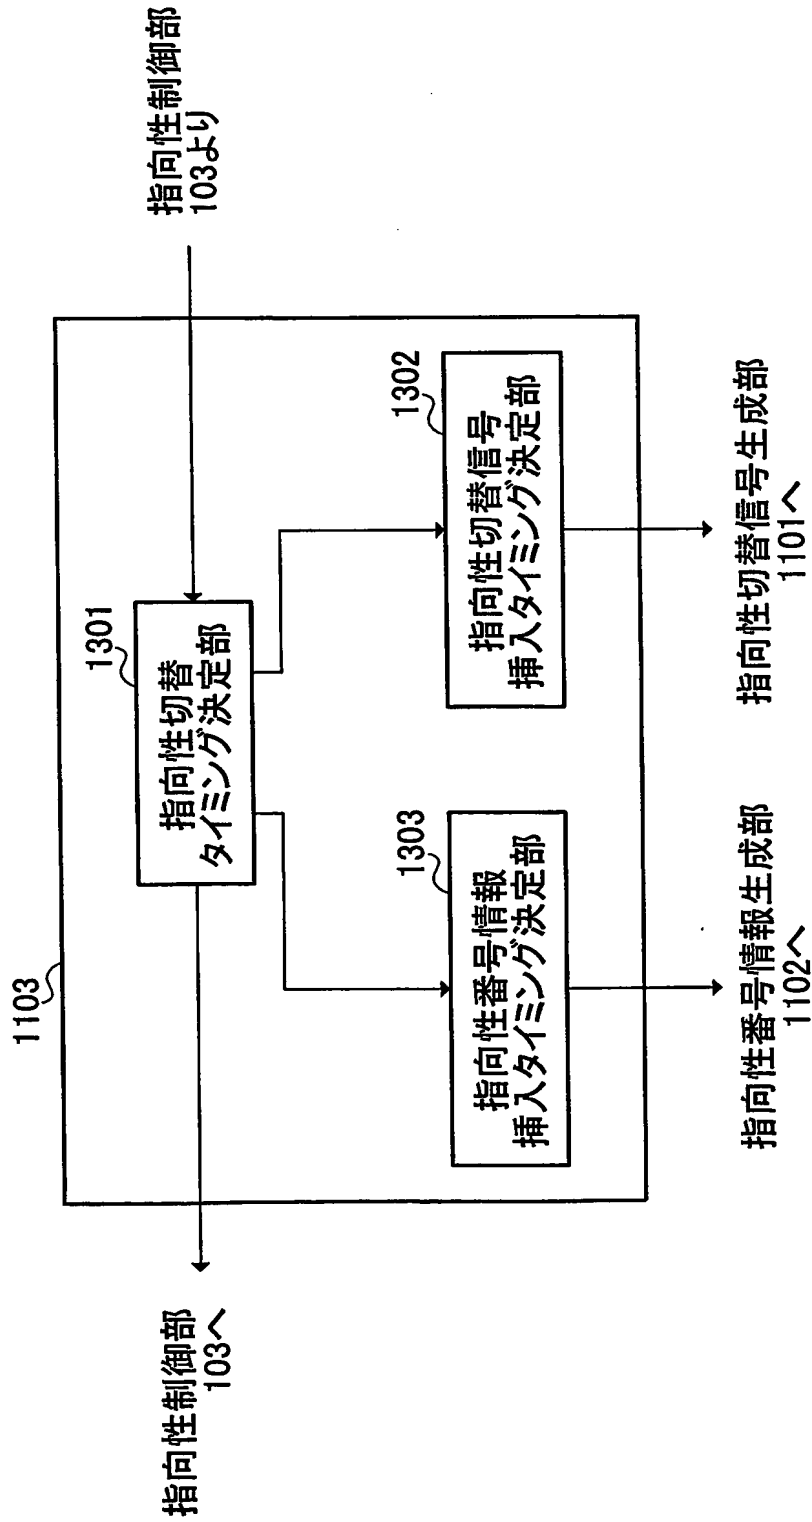 1103
指向性制御部
103へ
指向性制御部
103より
1301
指向性切替
タイミング決定部
1303
指向性番号情報
挿入タイミング決定部
1302
指向性切替信号
挿入タイミング決定部
指向性番号情報生成部
1102へ
指向性切替信号生成部
1101へ